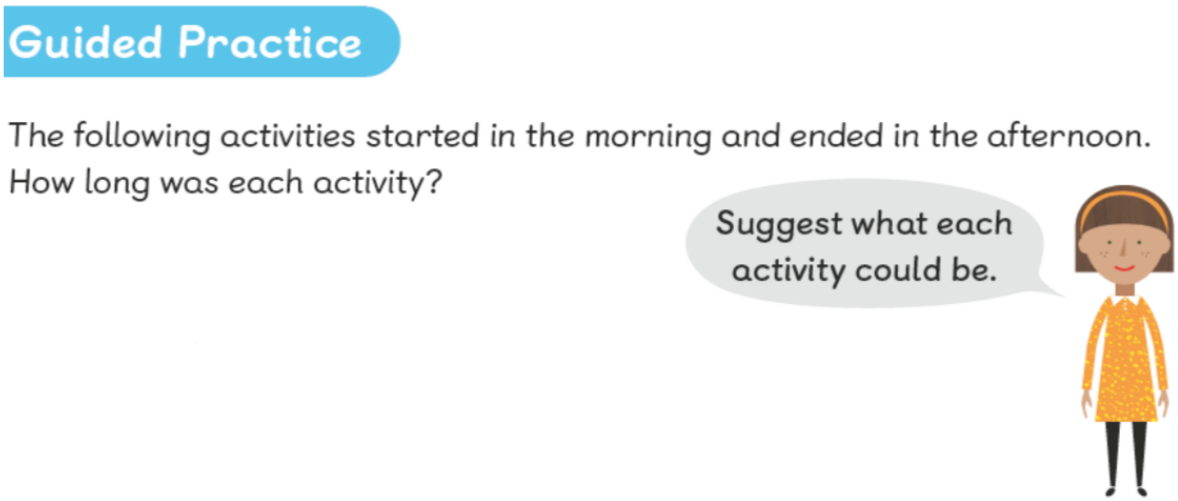 Guided Practice
The following activities started in the morning and ended in the afternoon.
How long was each activity?
Suggest what each
activity could be.